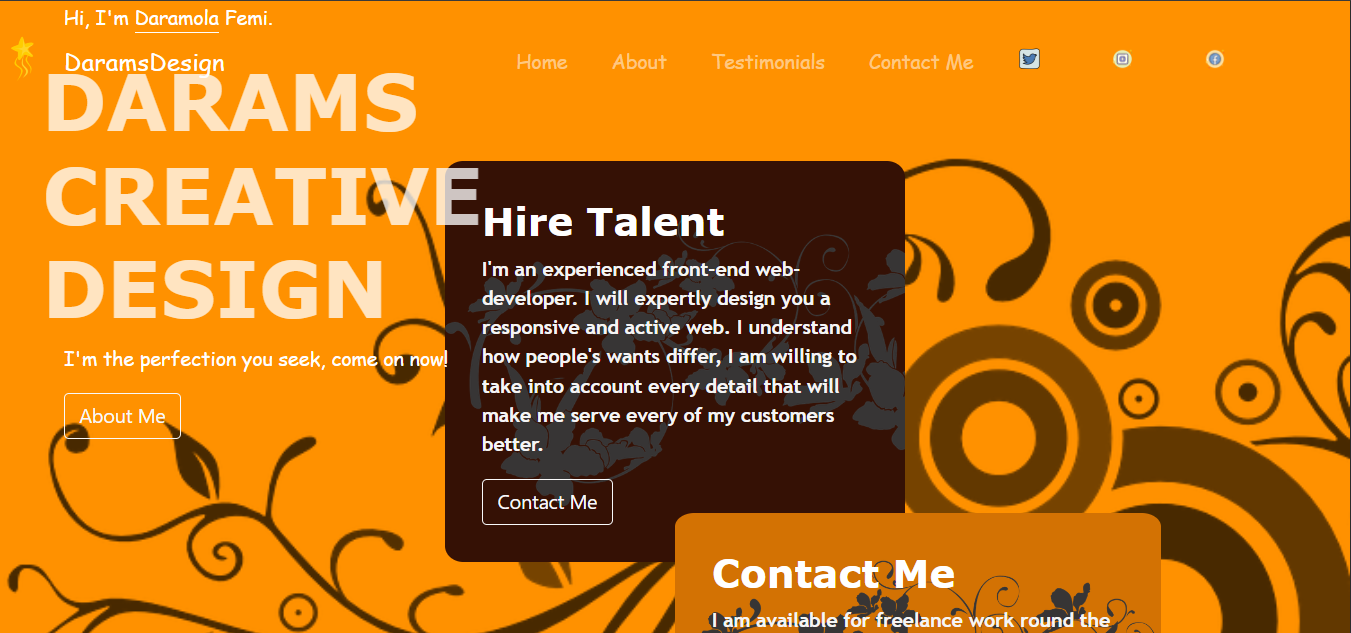 Hi, I'm Daramola Femi.
DaramsDesign
Home About Testimonials Contact Me
DARAMS
CREATIVE
DESIGN
I'm the perfection you seek, come on now!
About Me
Hire Talent
I'm an experienced front-end web-
developer. I will expertly design you a
responsive and active web. I understand
how people's wants differ, I am willing to
take into account every detail that will
make me serve every of my customers
better.
Contact Me
Contact Me
I am available for freelance work round the